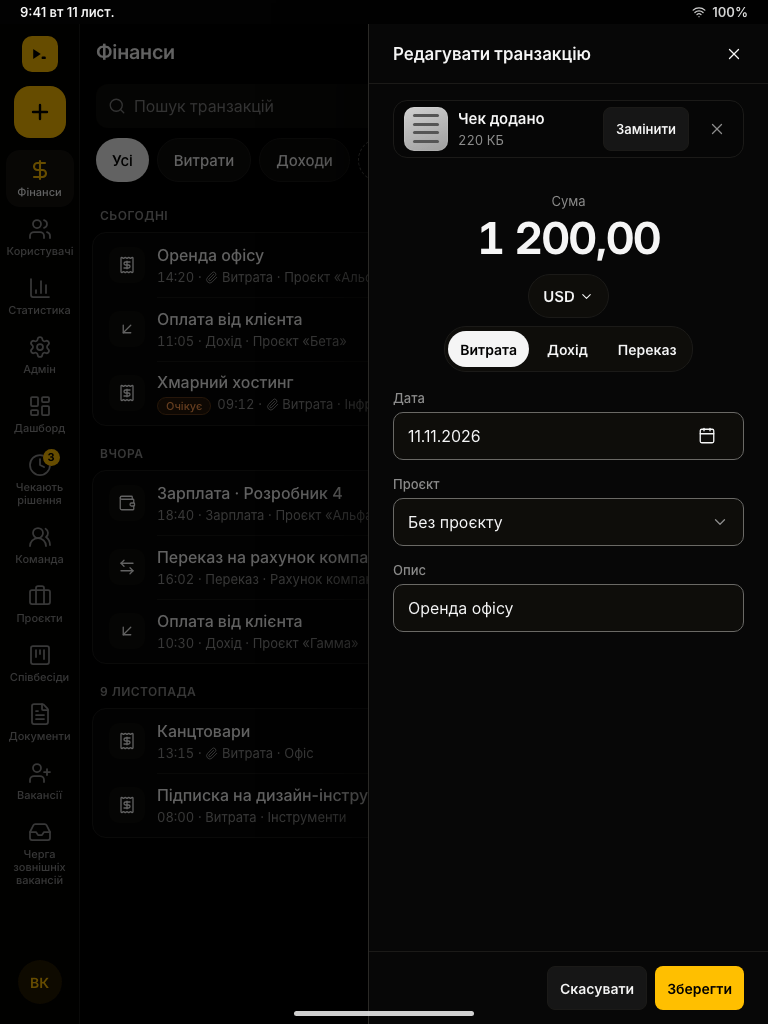 9:41 вт 11 лист.
100%
Фінанси
Користувачі
Статистика
Адмін
Дашборд
3
Чекають
рішення
Команда
Проєкти
Співбесіди
Документи
Вакансії
Черга
зовнішніх
вакансій
ВК
Фінанси
Пошук транзакцій
Усі
Витрати
Доходи
СЬОГОДНІ
Оренда офісу
14:20 · Витрата · Проєкт «Альф
Оплата від клієнта
11:05 · Дохід · Проєкт «Бета»
Хмарний хостинг
Очікує 09:12 · Витрата · Інфр
ВЧОРА
Зарплата · Розробник 4
18:40 · Зарплата · Проєкт «Альфа
Переказ на рахунок компа
16:02 · Переказ · Рахунок компан
Оплата від клієнта
10:30 · Дохід · Проєкт «Гамма»
9 ЛИСТОПАДА
Канцтовари
13:15 · Витрата · Офіс
Підписка на дизайн-інстру
08:00 · Витрата · Інструменти
Редагувати транзакцію
Чек додано
220 КБ
Замінити
Сума
1 200,00
USD
Витрата
Дохід
Переказ
Дата
11.11.2026
Проєкт
Без проєкту
Опис
Оренда офісу
Скасувати
Зберегти